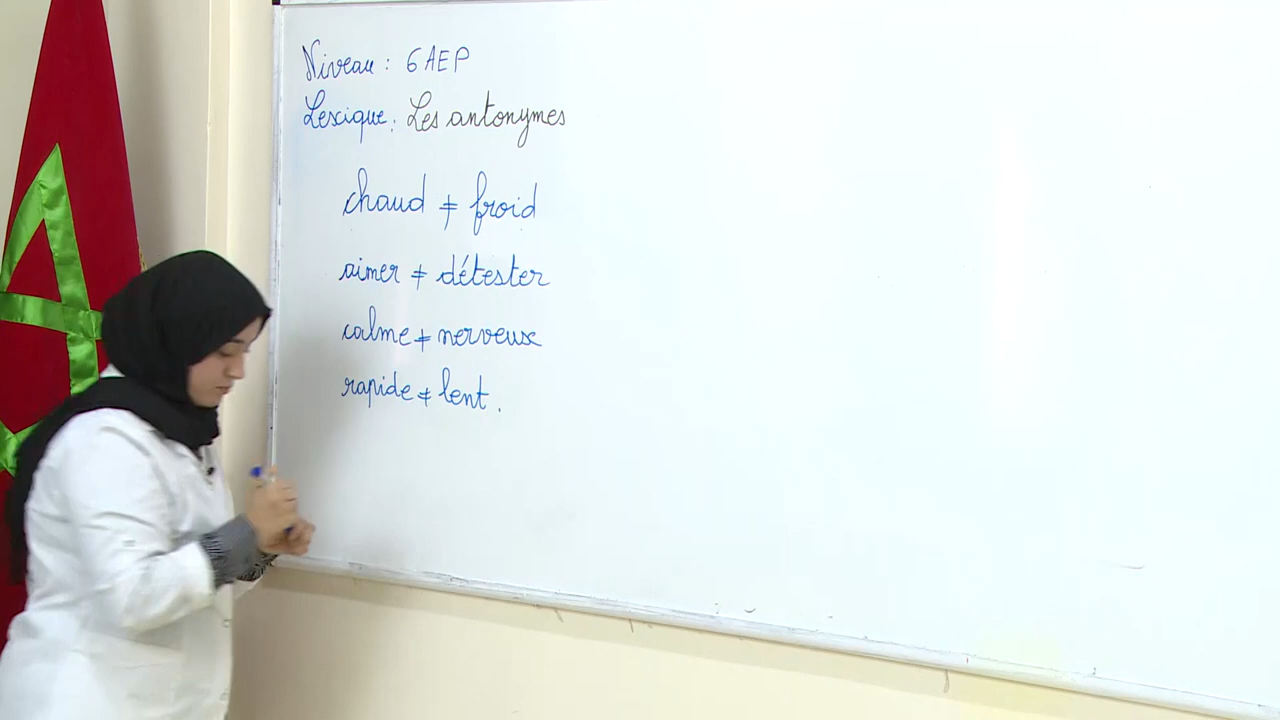 Niveau : 6 AEP
Lexique : Les antonymes
chaud ≠ froid
aimer ≠ détester
calme ≠ nerveux
rapide ≠ lent .